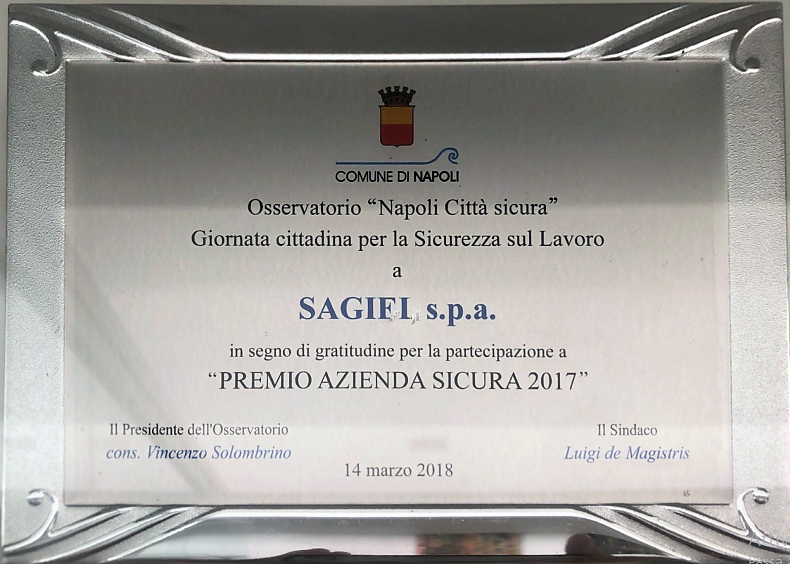 COMUNE DI NAPOLI
Osservatorio “Napoli Città sicura”
Giornata cittadina per la Sicurezza sul Lavoro
a
SAGIFI, s.p.a.
in segno di gratitudine per la partecipazione a
“PREMIO AZIENDA SICURA 2017”
Il Presidente dell'Osservatorio
cons. Vincenzo Solombrino
Il Sindaco
Luigi de Magistris
14 marzo 2018